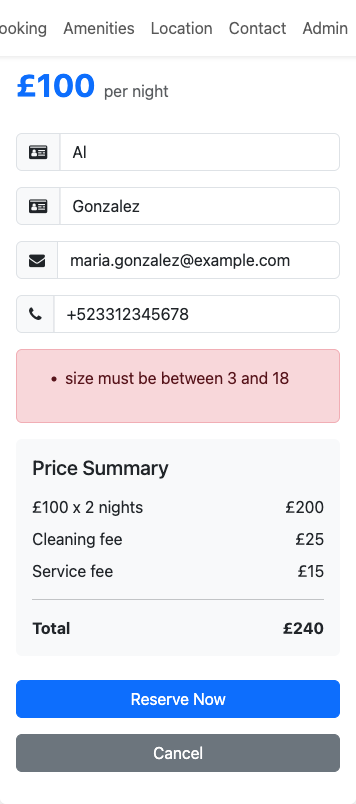 ooking Amenities Location Contact Admin
£100 per night
Al
Gonzalez
maria.gonzalez@example.com
+523312345678
• size must be between 3 and 18
Price Summary
£100 x 2 nights £200
Cleaning fee £25
Service fee £15
Total £240
Reserve Now
Cancel